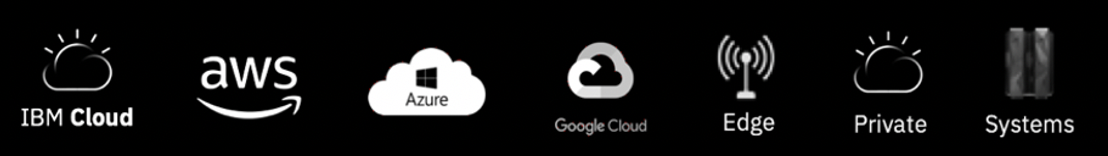 IBM Cloud
aws
Azure
Google Cloud
Edge
Private
Systems